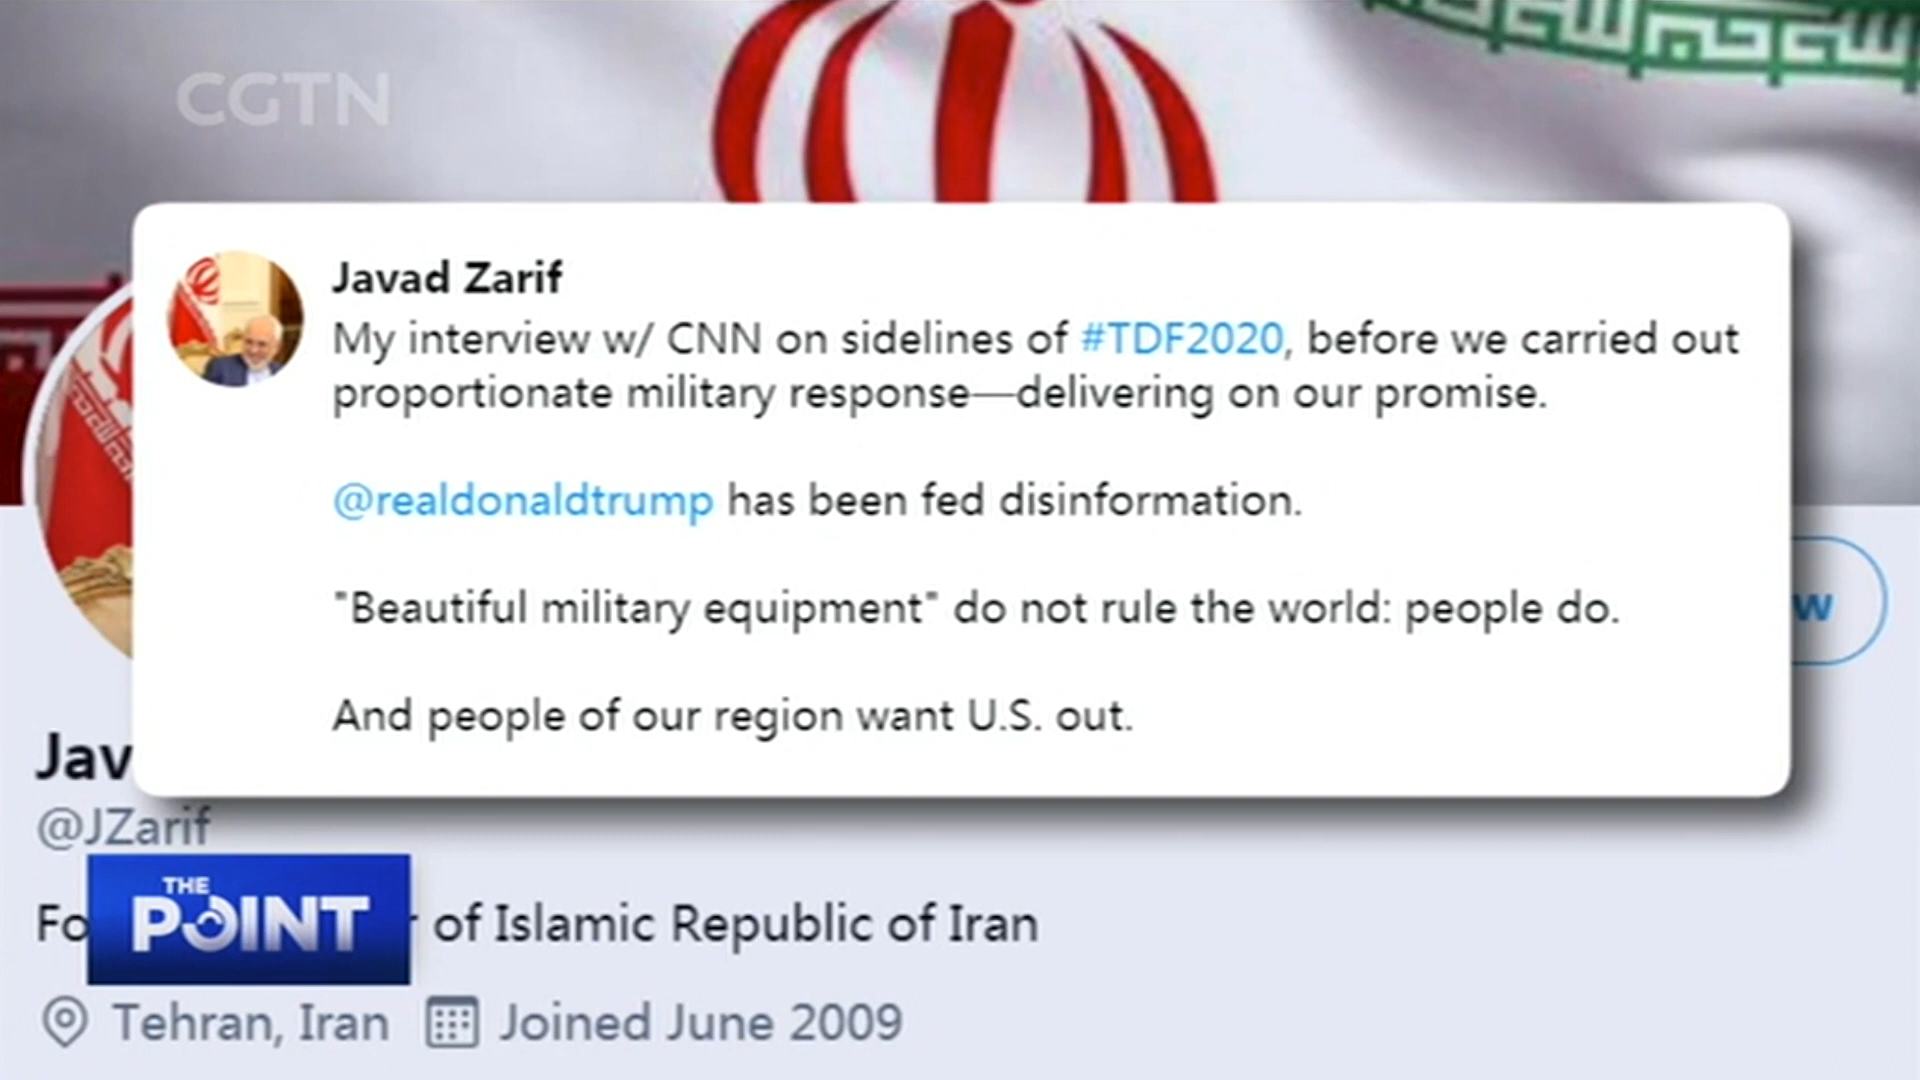 CGTN
Javad Zarif
My interview w/ CNN on sidelines of #TDF2020, before we carried out
proportionate military response—delivering on our promise.
@realdonaldtrump has been fed disinformation.
"Beautiful military equipment" do not rule the world: people do.
And people of our region want U.S. out.
@JZarif
THE
POINT
of Islamic Republic of Iran
Tehran, Iran
Joined June 2009